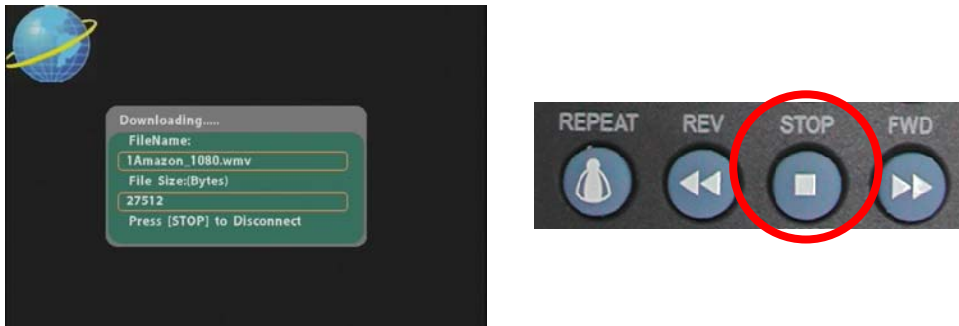 Downloading.....
FileName:
1Amazon_1080.wmv
File Size:(Bytes)
27512
Press [STOP] to Disconnect
REPEAT REV STOP FWD